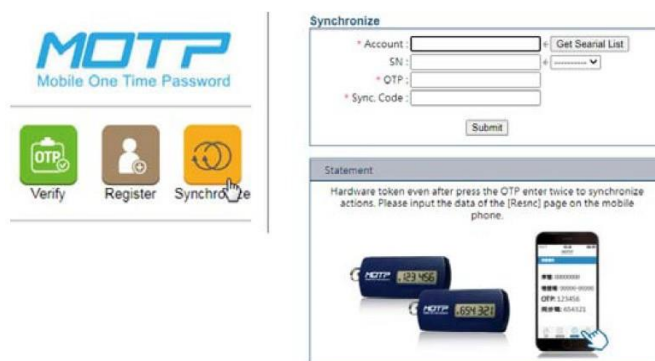 MOTP
Mobile One Time Password
OTP
Verify
Register
Synchronize
Synchronize
* Account :
Get Searial List
SN :
----------
* OTP :
* Sync. Code :
Submit
Statement
Hardware token even after press the OTP enter twice to synchronize
actions. Please input the data of the [Resnc] page on the mobile
phone.
MOTP
123 456
MOTP
654 321
OTP: 123456
654321